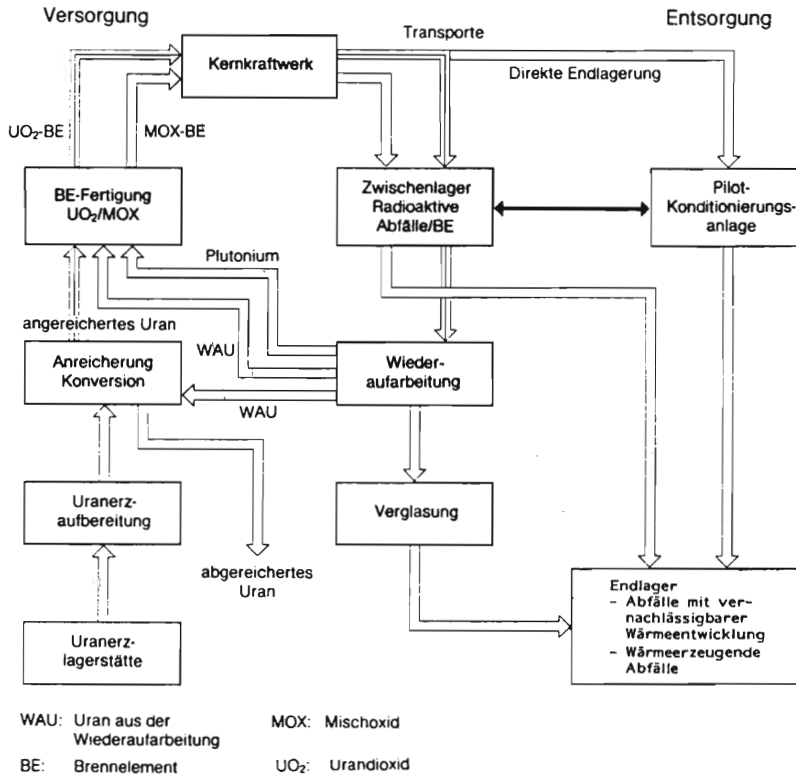 Versorgung
Entsorgung
Transporte
Kernkraftwerk
Direkte Endlagerung
UO₂-BE
MOX-BE
BE-Fertigung
UO₂/MOX
Zwischenlager
Radioaktive
Abfälle/BE
Pilot-
Konditionierungs-
anlage
Plutonium
angereichertes Uran
WAU
Anreicherung
Konversion
Wieder-
aufarbeitung
WAU
Uranerz-
aufbereitung
Verglasung
abgereichertes
Uran
Uranerz-
lagerstätte
Endlager
- Abfälle mit ver-
nachlässigbarer
Wärmeentwicklung
- Wärmeerzeugende
Abfälle
WAU: Uran aus der
Wiederaufarbeitung
MOX: Mischoxid
BE: Brennelement
UO₂: Urandioxid